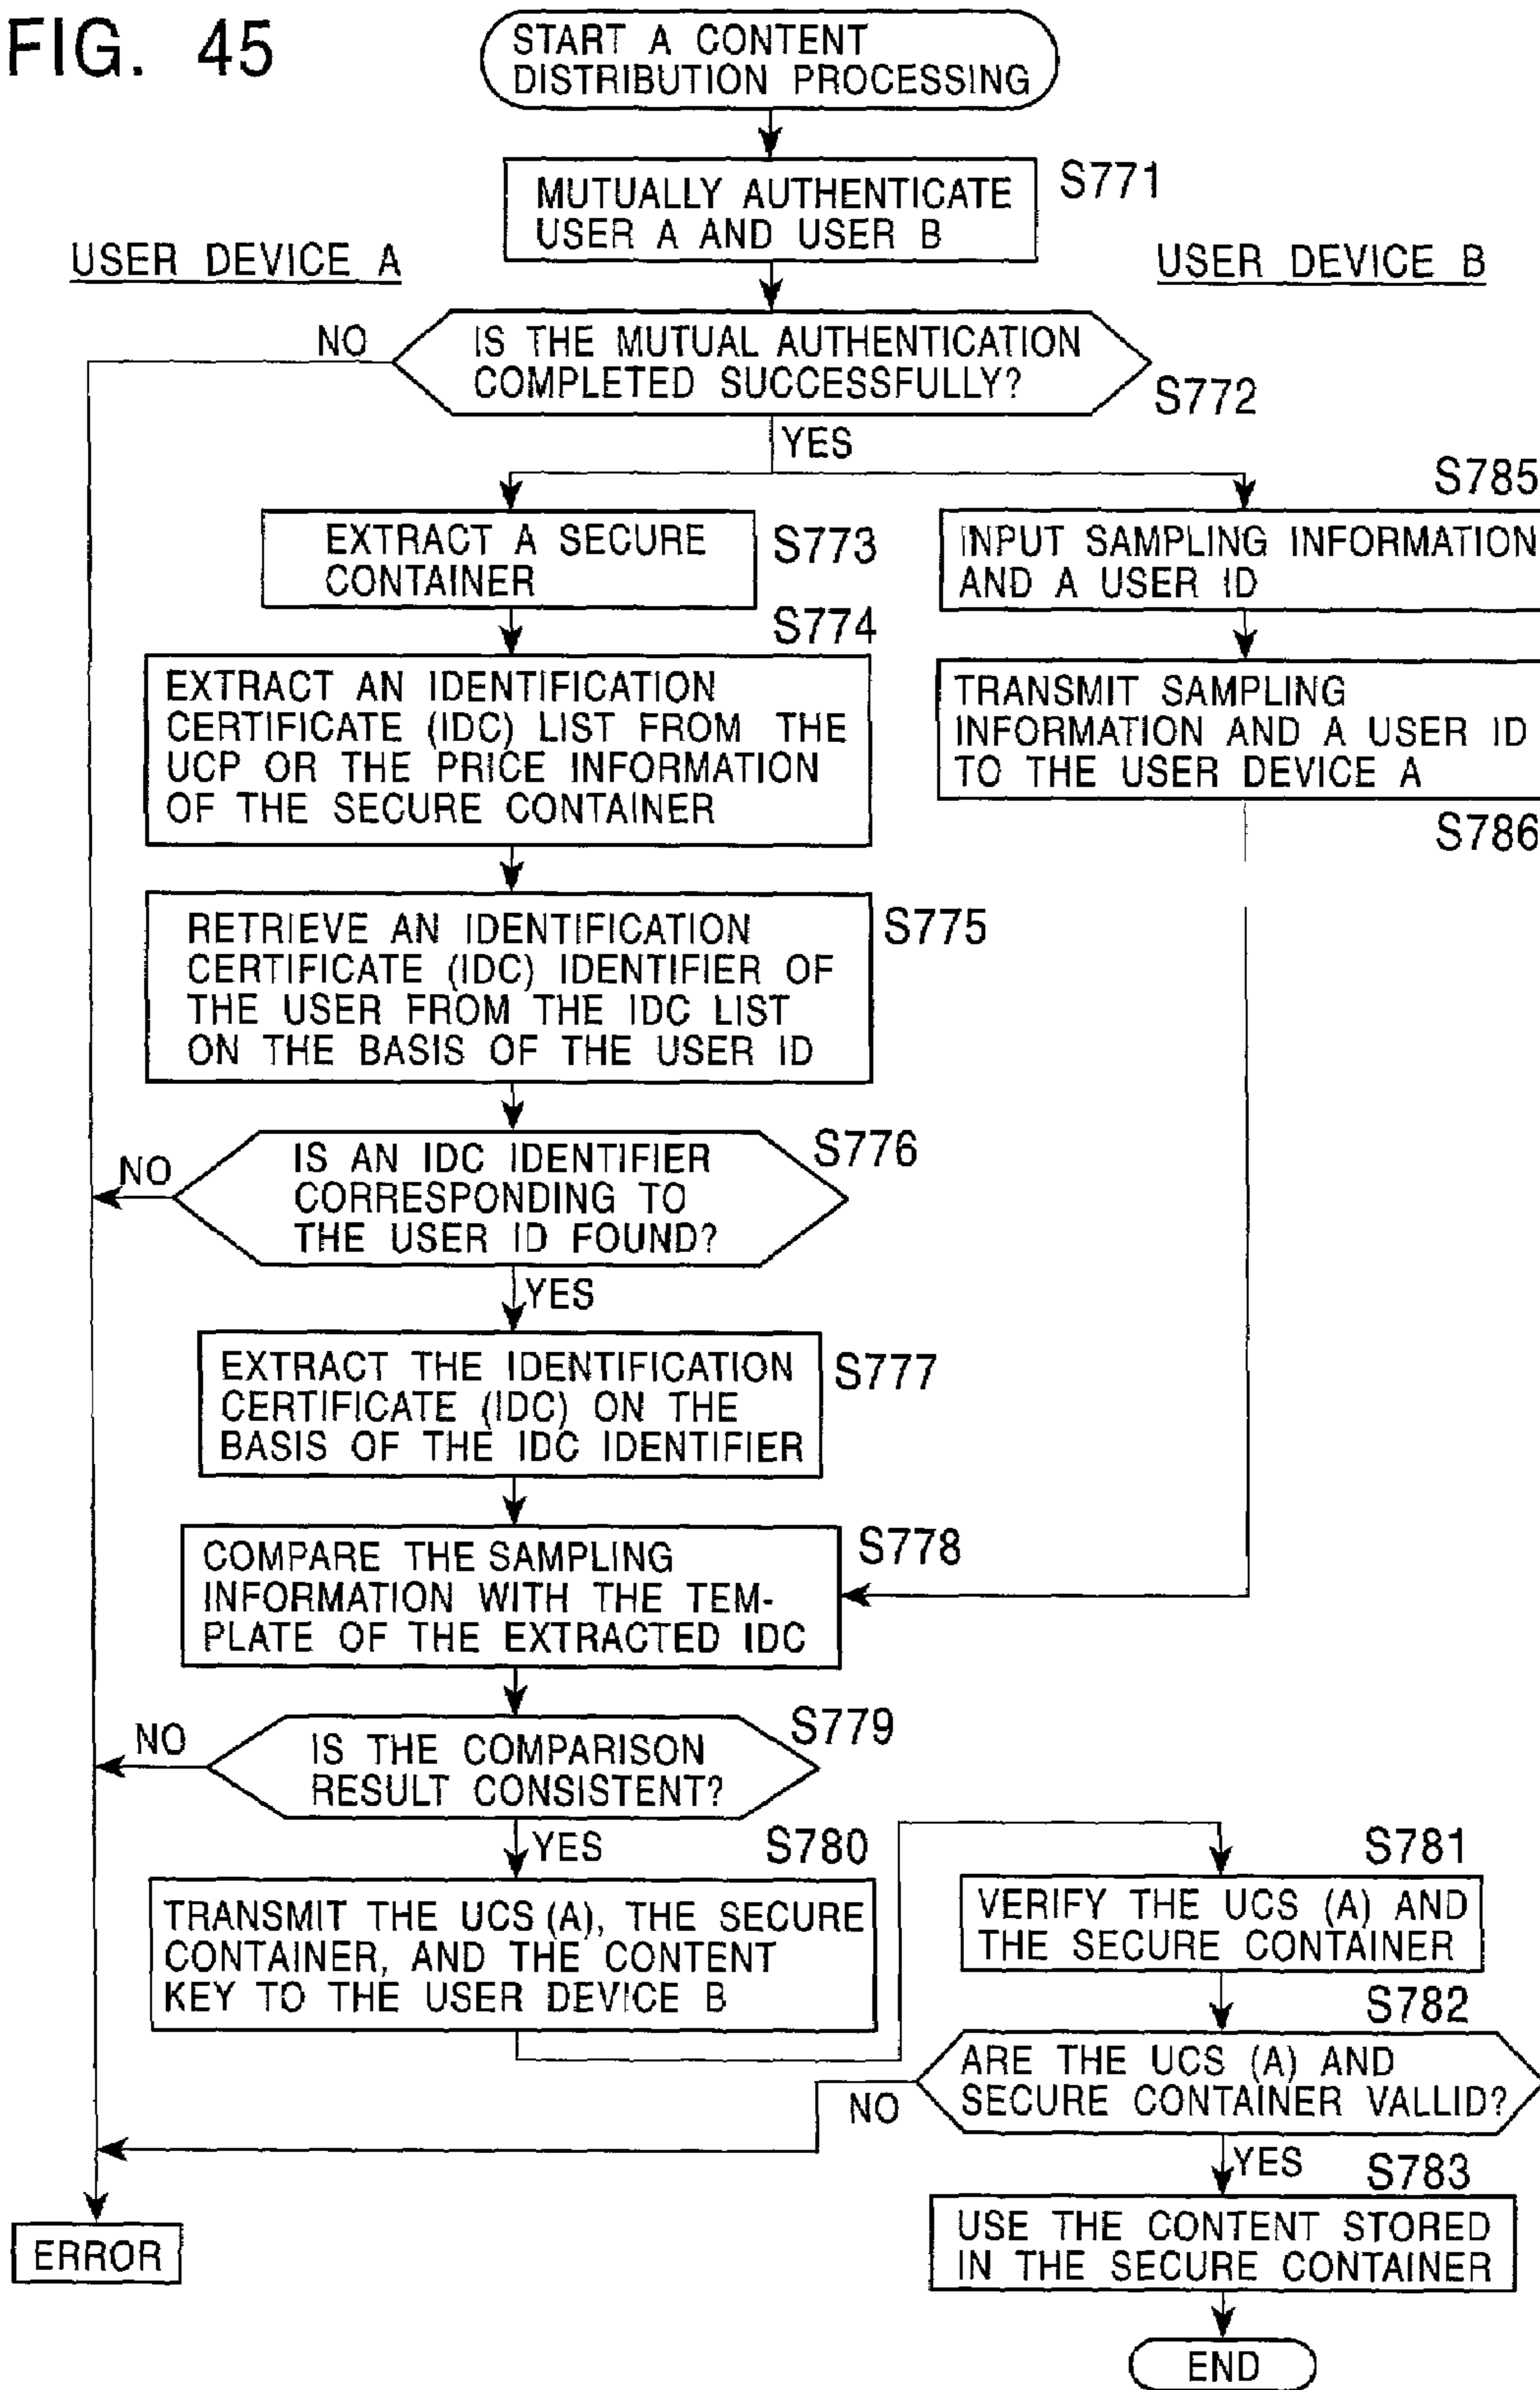 FIG. 45
START A CONTENT
DISTRIBUTION PROCESSING
MUTUALLY AUTHENTICATE
USER A AND USER B
S771
USER DEVICE A
USER DEVICE B
IS THE MUTUAL AUTHENTICATION
COMPLETED SUCCESSFULLY?
S772
NO
YES
EXTRACT A SECURE
CONTAINER
S773
S785
INPUT SAMPLING INFORMATION
AND A USER ID
S774
EXTRACT AN IDENTIFICATION
CERTIFICATE (IDC) LIST FROM THE
UCP OR THE PRICE INFORMATION
OF THE SECURE CONTAINER
TRANSMIT SAMPLING
INFORMATION AND A USER ID
TO THE USER DEVICE A
S786
RETRIEVE AN IDENTIFICATION
CERTIFICATE (IDC) IDENTIFIER OF
THE USER FROM THE IDC LIST
ON THE BASIS OF THE USER ID
S775
IS AN IDC IDENTIFIER
CORRESPONDING TO
THE USER ID FOUND?
S776
NO
YES
EXTRACT THE IDENTIFICATION
CERTIFICATE (IDC) ON THE
BASIS OF THE IDC IDENTIFIER
S777
COMPARE THE SAMPLING
INFORMATION WITH THE TEM-
PLATE OF THE EXTRACTED IDC
S778
IS THE COMPARISON
RESULT CONSISTENT?
S779
NO
YES
S780
TRANSMIT THE UCS (A), THE SECURE
CONTAINER, AND THE CONTENT
KEY TO THE USER DEVICE B
S781
VERIFY THE UCS (A) AND
THE SECURE CONTAINER
S782
ARE THE UCS (A) AND
SECURE CONTAINER VALLID?
NO
YES
S783
USE THE CONTENT STORED
IN THE SECURE CONTAINER
ERROR
END